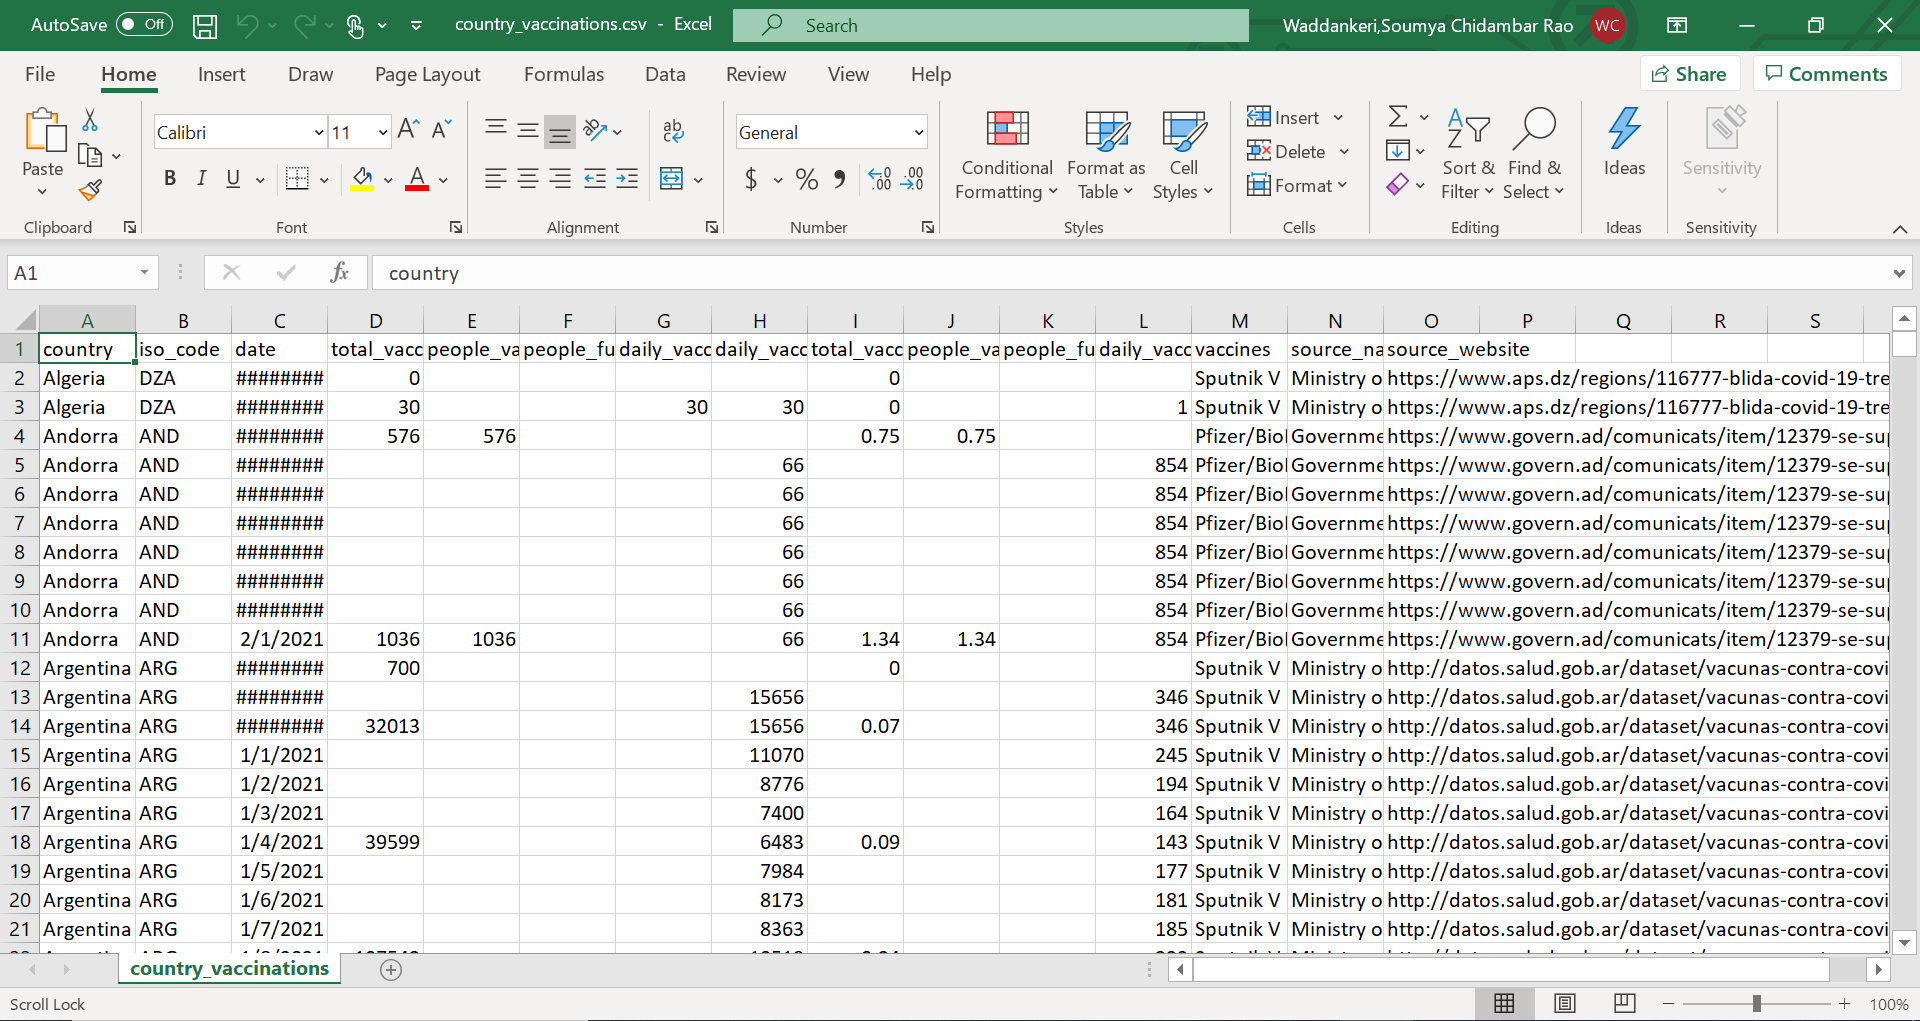 AutoSave Off country_vaccinations.csv - Excel Search Waddankeri,Soumya Chidambar Rao WC
File Home Insert Draw Page Layout Formulas Data Review View Help Share Comments
Paste Calibri 11 A A ab c General Conditional Formatting Format as Table Cell Styles Insert Delete Format Sort & Filter Find & Select Ideas Sensitivity
B I U A $ % 9 .00 .00 .0
Clipboard Font Alignment Number Styles Cells Editing Ideas Sensitivity
A1 fx country
A B C D E F G H I J K L M N O P Q R S
1 country iso_code date total_vacc people_va people_fu daily_vacc daily_vacc total_vacc people_va people_fu daily_vacc vaccines source_na source_website
2 Algeria DZA ######## 0 0 Sputnik V Ministry o https://www.aps.dz/regions/116777-blida-covid-19-tre
3 Algeria DZA ######## 30 30 30 0 1 Sputnik V Ministry o https://www.aps.dz/regions/116777-blida-covid-19-tre
4 Andorra AND ######## 576 576 0.75 0.75 Pfizer/Bio Governme https://www.govern.ad/comunicats/item/12379-se-su
5 Andorra AND ######## 66 854 Pfizer/Bio Governme https://www.govern.ad/comunicats/item/12379-se-su
6 Andorra AND ######## 66 854 Pfizer/Bio Governme https://www.govern.ad/comunicats/item/12379-se-su
7 Andorra AND ######## 66 854 Pfizer/Bio Governme https://www.govern.ad/comunicats/item/12379-se-su
8 Andorra AND ######## 66 854 Pfizer/Bio Governme https://www.govern.ad/comunicats/item/12379-se-su
9 Andorra AND ######## 66 854 Pfizer/Bio Governme https://www.govern.ad/comunicats/item/12379-se-su
10 Andorra AND ######## 66 854 Pfizer/Bio Governme https://www.govern.ad/comunicats/item/12379-se-su
11 Andorra AND 2/1/2021 1036 1036 66 1.34 1.34 854 Pfizer/Bio Governme https://www.govern.ad/comunicats/item/12379-se-su
12 Argentina ARG ######## 700 0 Sputnik V Ministry o http://datos.salud.gob.ar/dataset/vacunas-contra-covi
13 Argentina ARG ######## 15656 346 Sputnik V Ministry o http://datos.salud.gob.ar/dataset/vacunas-contra-covi
14 Argentina ARG ######## 32013 15656 0.07 346 Sputnik V Ministry o http://datos.salud.gob.ar/dataset/vacunas-contra-covi
15 Argentina ARG 1/1/2021 11070 245 Sputnik V Ministry o http://datos.salud.gob.ar/dataset/vacunas-contra-covi
16 Argentina ARG 1/2/2021 8776 194 Sputnik V Ministry o http://datos.salud.gob.ar/dataset/vacunas-contra-covi
17 Argentina ARG 1/3/2021 7400 164 Sputnik V Ministry o http://datos.salud.gob.ar/dataset/vacunas-contra-covi
18 Argentina ARG 1/4/2021 39599 6483 0.09 143 Sputnik V Ministry o http://datos.salud.gob.ar/dataset/vacunas-contra-covi
19 Argentina ARG 1/5/2021 7984 177 Sputnik V Ministry o http://datos.salud.gob.ar/dataset/vacunas-contra-covi
20 Argentina ARG 1/6/2021 8173 181 Sputnik V Ministry o http://datos.salud.gob.ar/dataset/vacunas-contra-covi
21 Argentina ARG 1/7/2021 8363 185 Sputnik V Ministry o http://datos.salud.gob.ar/dataset/vacunas-contra-covi
country_vaccinations
Scroll Lock 100%